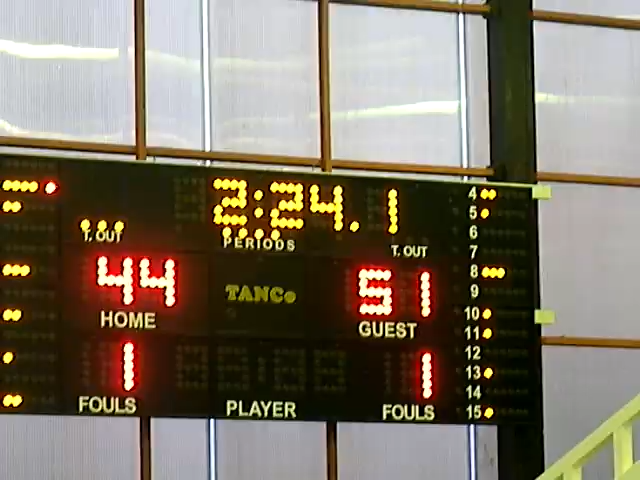 2:24.1
4
5
T. OUT
PERIODS
6
T. OUT
7
44
TANCo
51
8
9
HOME
GUEST
10
11
1
1
12
13
14
FOULS
PLAYER
FOULS
15